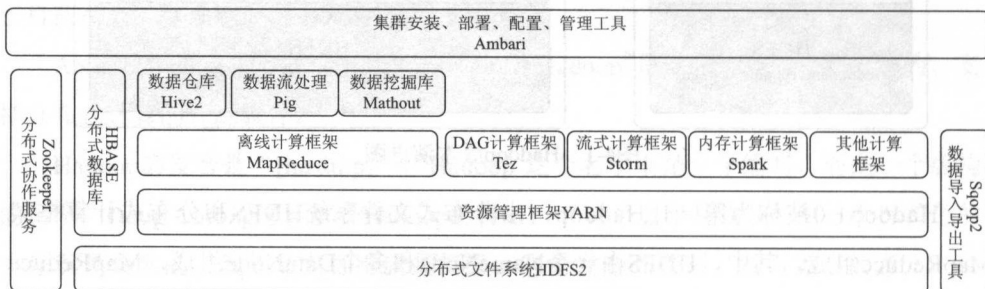 集群安装、部署、配置、管理工具
Ambari
Zookeeper
分布式协作服务
HBASE
分布式数据库
数据仓库
Hive2
数据流处理
Pig
数据挖掘库
Mathout
离线计算框架
MapReduce
DAG计算框架
Tez
流式计算框架
Storm
内存计算框架
Spark
其他计算
框架
资源管理框架YARN
分布式文件系统HDFS2
Sqoop2
数据导入导出工具